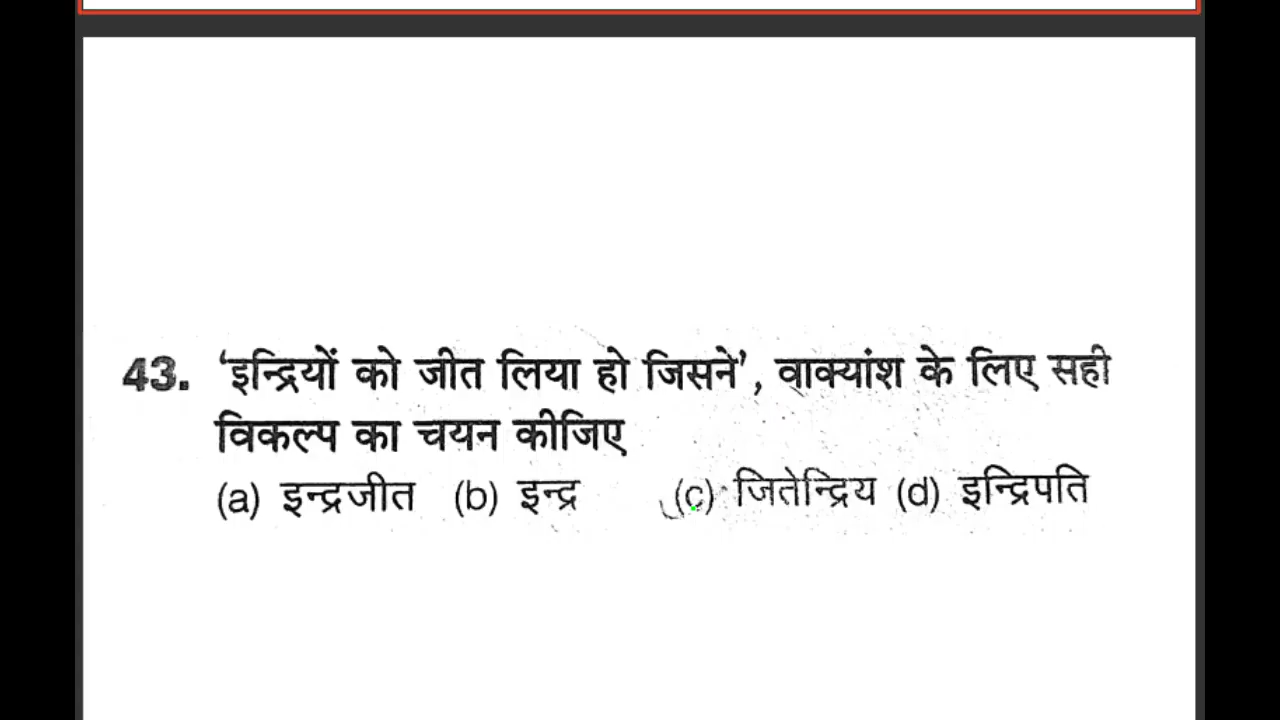 43. ‘इन्द्रियों को जीत लिया हो जिसने’, वाक्यांश के लिए सही
विकल्प का चयन कीजिए
(a) इन्द्रजीत (b) इन्द्र (c) जितेन्द्रिय (d) इन्द्रिपति